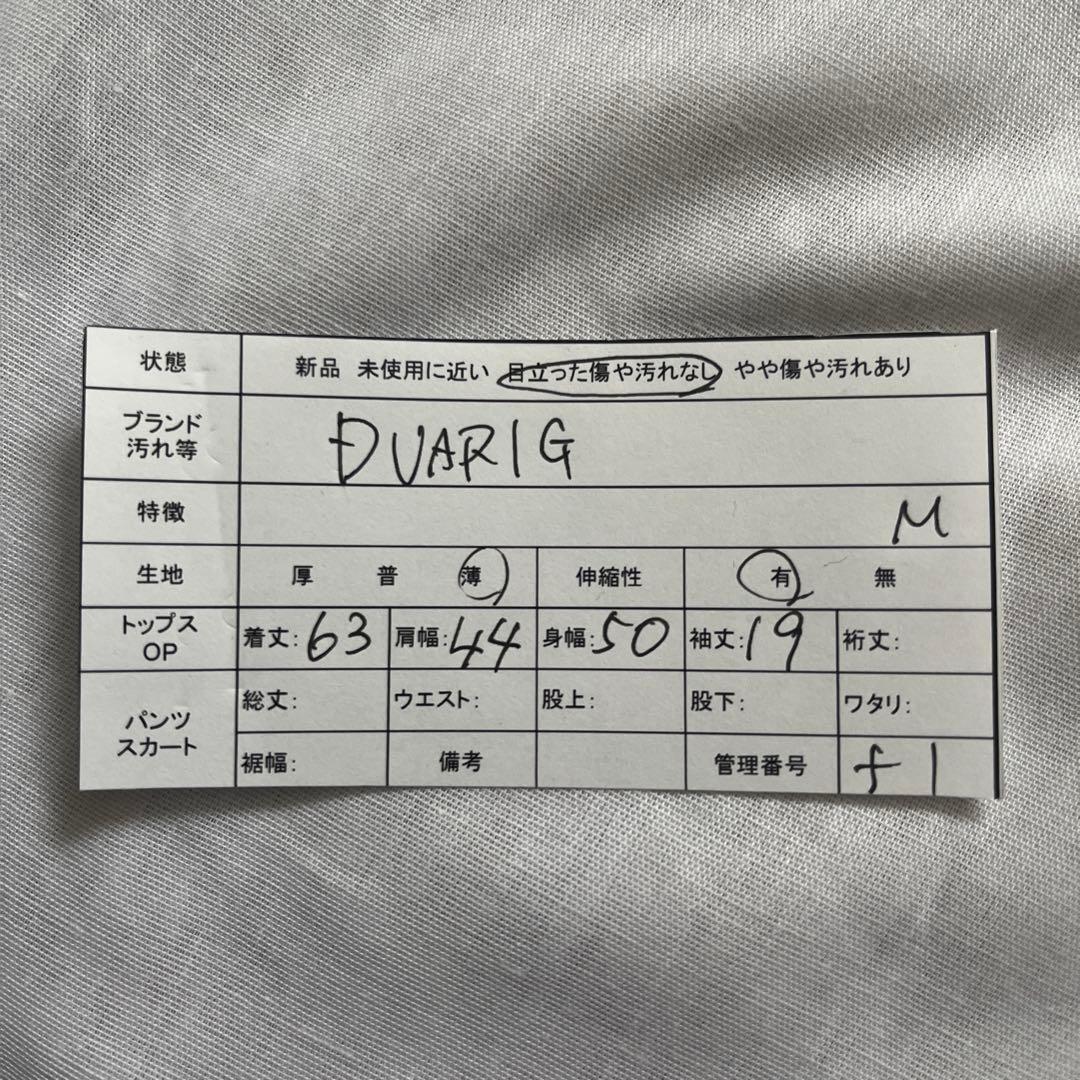 状態 新品 未使用に近い 目立った傷や汚れなし やや傷や汚れあり
ブランド
汚れ等 DVARIG
特徴 M
生地 厚 普 薄 伸縮性 有 無
トップス
OP 着丈:63 肩幅:44 身幅:50 袖丈:19 裄丈:
パンツ
スカート 総丈: ウエスト: 股上: 股下: ワタリ:
裾幅: 備考 管理番号 f1